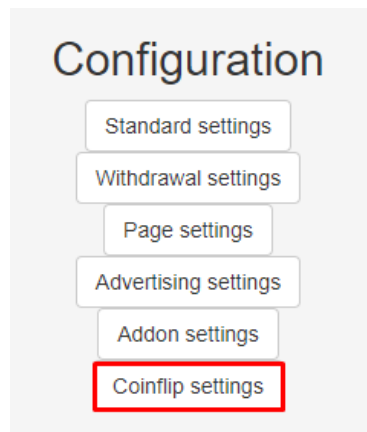 Configuration
Standard settings
Withdrawal settings
Page settings
Advertising settings
Addon settings
Coinflip settings